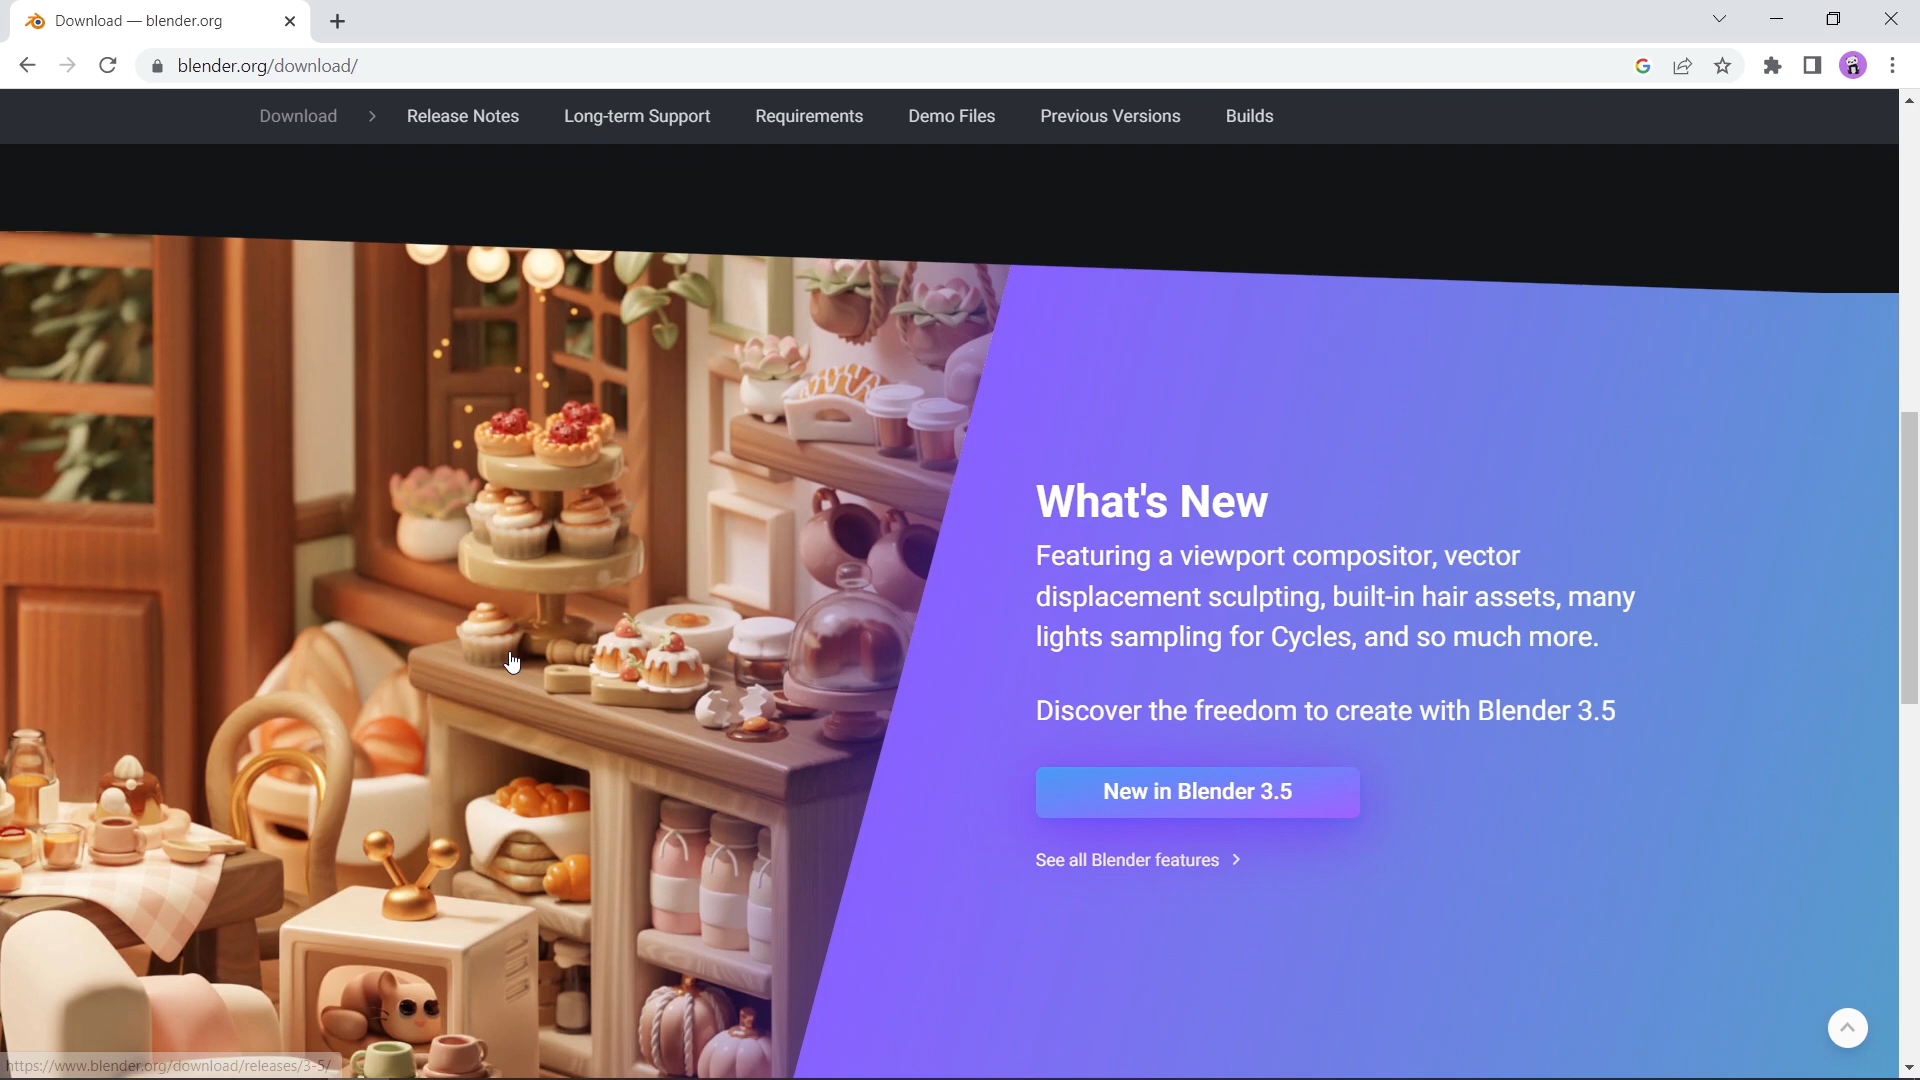 Download — blender.org
blender.org/download/
Download
Release Notes
Long-term Support
Requirements
Demo Files
Previous Versions
Builds
What's New
Featuring a viewport compositor, vector
displacement sculpting, built-in hair assets, many
lights sampling for Cycles, and so much more.
Discover the freedom to create with Blender 3.5
New in Blender 3.5
See all Blender features
https://www.blender.org/download/releases/3-5/